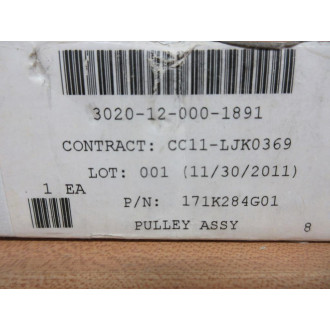 3020-12-000-1891
CONTRACT: CC11-LJK0369
LOT: 001 (11/30/2011)
1 EA
P/N: 171K284G01
PULLEY ASSY 8